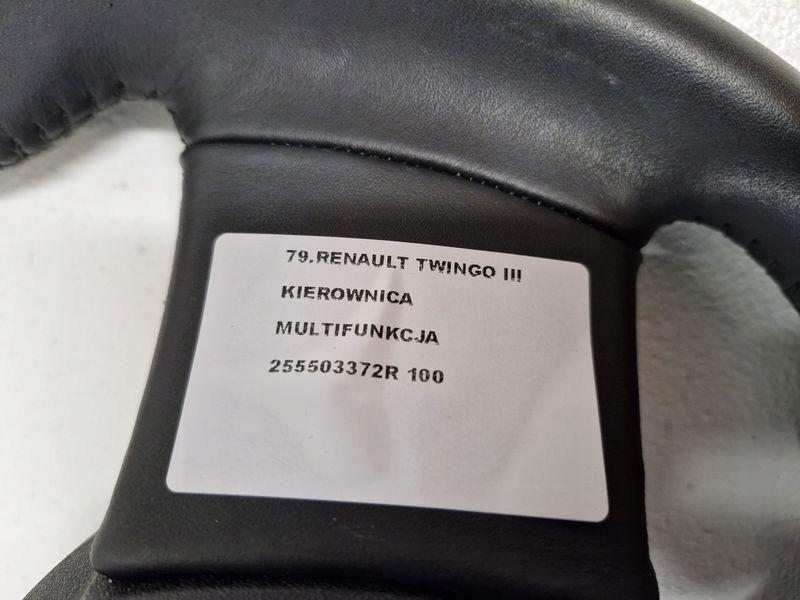 79.RENAULT TWINGO III
KIEROWNICA
MULTIFUNKCJA
255503372R 100